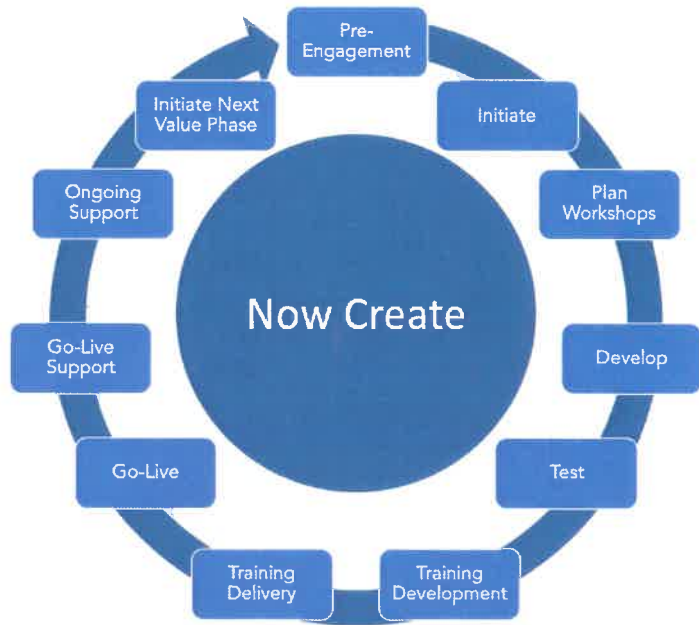 Pre-
Engagement
Initiate
Plan
Workshops
Develop
Test
Training
Development
Training
Delivery
Go-Live
Go-Live
Support
Ongoing
Support
Initiate Next
Value Phase
Now Create